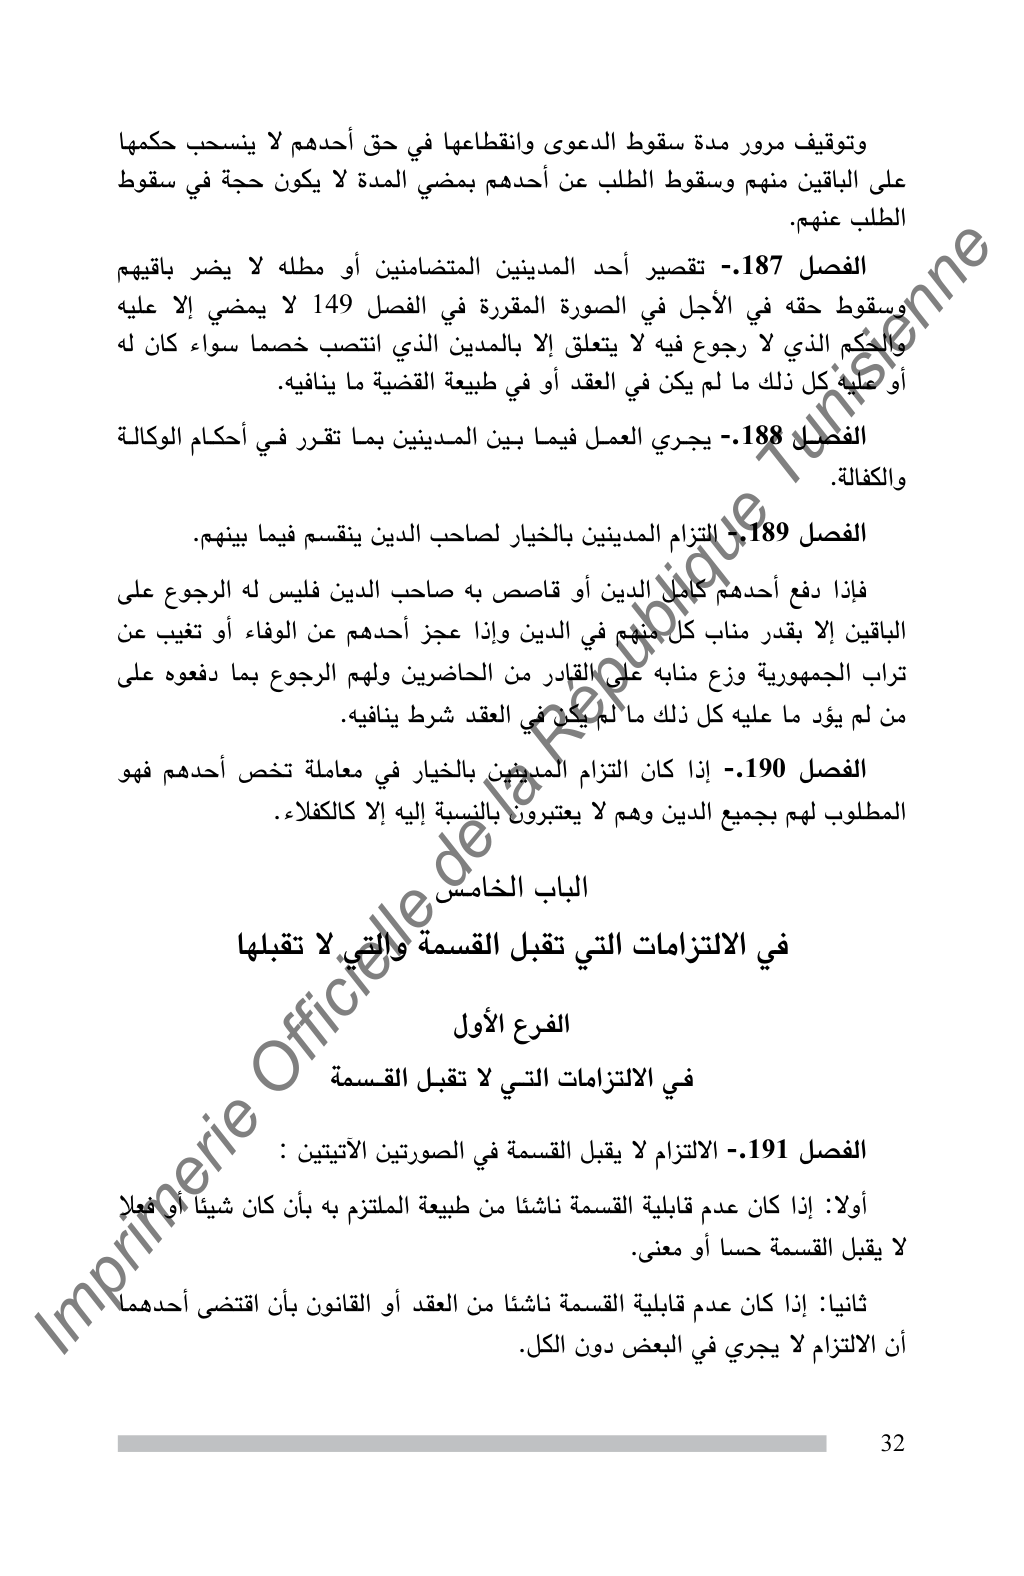 وتوقيف مرور مدة سقوط الدعوى وانقطاعها في حق أحدهم لا ينسحب حكمها
على الباقين منهم وسقوط الطلب عن أحدهم بمضي المدة لا يكون حجة في سقوط
الطلب عنهم.
الفصل 187.- تقصير أحد المدينين المتضامنين أو مطله لا يضر باقيهم
وسقوط حقه في الأجل في الصورة المقررة في الفصل 149 لا يمضي إلا عليه
والحكم الذي لا رجوع فيه لا يتعلق إلا بالمدين الذي انتصب خصما سواء كان له
أو عليه كل ذلك ما لم يكن في العقد أو في طبيعة القضية ما ينافيه.
الفصل 188.- يجري العمل فيما بين المدينين بما تقرر في أحكام الوكالة
والكفالة.
الفصل 189.- التزام المدينين بالخيار لصاحب الدين ينقسم فيما بينهم.
فإذا دفع أحدهم كامل الدين أو قاصص به صاحب الدين فليس له الرجوع على
الباقين إلا بقدر مناب كل منهم في الدين وإذا عجز أحدهم عن الوفاء أو تغيب عن
تراب الجمهورية وزع منابه على القادر من الحاضرين ولهم الرجوع بما دفعوه على
من لم يؤد ما عليه كل ذلك ما لم يكن في العقد شرط ينافيه.
الفصل 190.- إذا كان التزام المدينين بالخيار في معاملة تخص أحدهم فهو
المطلوب لهم بجميع الدين وهم لا يعتبرون بالنسبة إليه إلا كالكفلاء.
الباب الخامس
في الالتزامات التي تقبل القسمة والتي لا تقبلها
الفرع الأول
في الالتزامات التي لا تقبل القسمة
الفصل 191.- الالتزام لا يقبل القسمة في الصورتين الآتيتين :
أولا: إذا كان عدم قابلية القسمة ناشئا من طبيعة الملتزم به بأن كان شيئا أو فعلا
لا يقبل القسمة حسا أو معنى.
ثانيا: إذا كان عدم قابلية القسمة ناشئا من العقد أو القانون بأن اقتضى أحدهما
أن الالتزام لا يجري في البعض دون الكل.
32
Imprimerie Officielle de la République Tunisienne